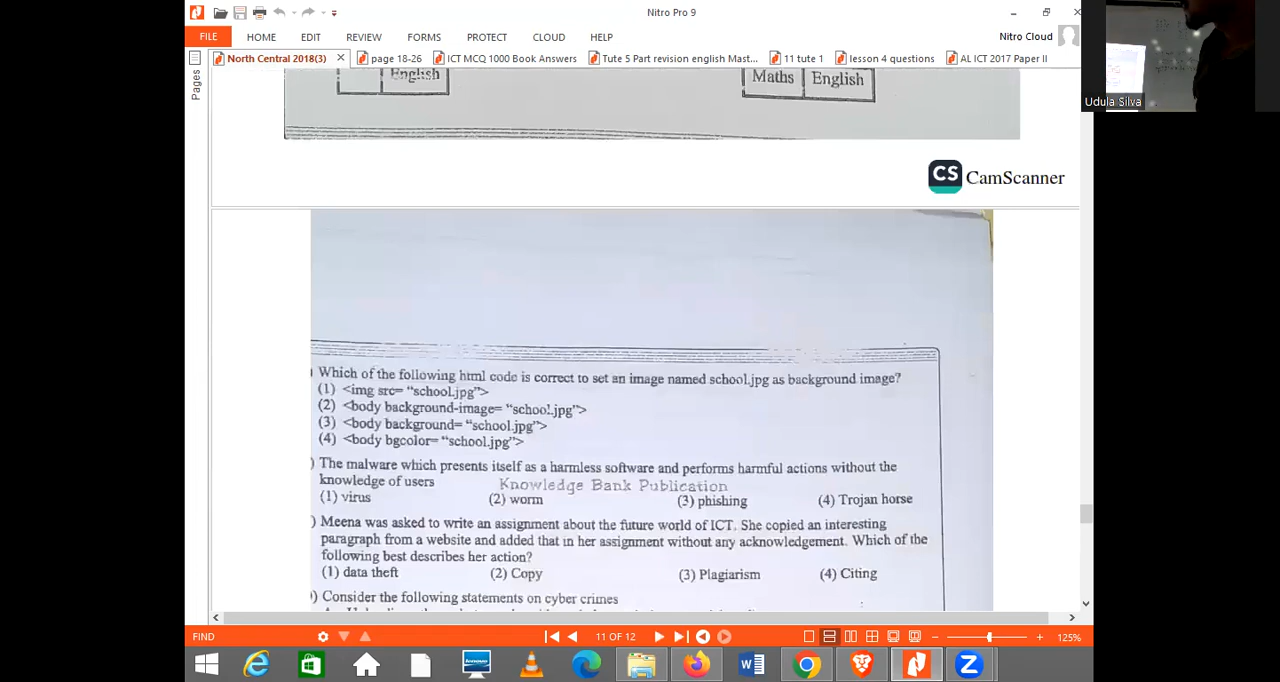 Nitro Pro 9
FILE HOME EDIT REVIEW FORMS PROTECT CLOUD HELP
Nitro Cloud
North Central 2018(3) page 18-26 ICT MCQ 1000 Book Answers Tute 5 Part revision english Mast... 11 tute 1 lesson 4 questions AL ICT 2017 Paper II
Udula Silva
Pages
English
Maths English
CS CamScanner
) Which of the following html code is correct to set an image named school.jpg as background image?
(1) <img src= “school.jpg”>
(2) <body background-image= “school.jpg”>
(3) <body background= “school.jpg”>
(4) <body bgcolor= “school.jpg”>
) The malware which presents itself as a harmless software and performs harmful actions without the
knowledge of users
Knowledge Bank Publication
(1) virus (2) worm (3) phishing (4) Trojan horse
) Meena was asked to write an assignment about the future world of ICT. She copied an interesting
paragraph from a website and added that in her assignment without any acknowledgement. Which of the
following best describes her action?
(1) data theft (2) Copy (3) Plagiarism (4) Citing
) Consider the following statements on cyber crimes
FIND
11 OF 12
125%
lenovo